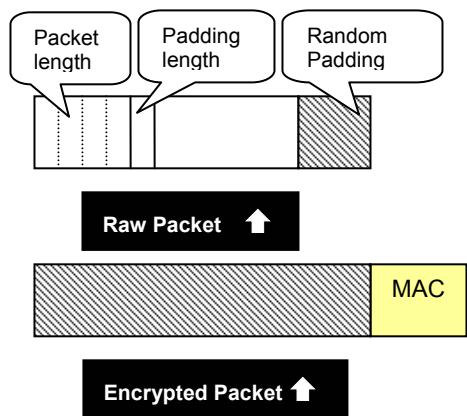 Packet
length
Padding
length
Random
Padding
Raw Packet
MAC
Encrypted Packet